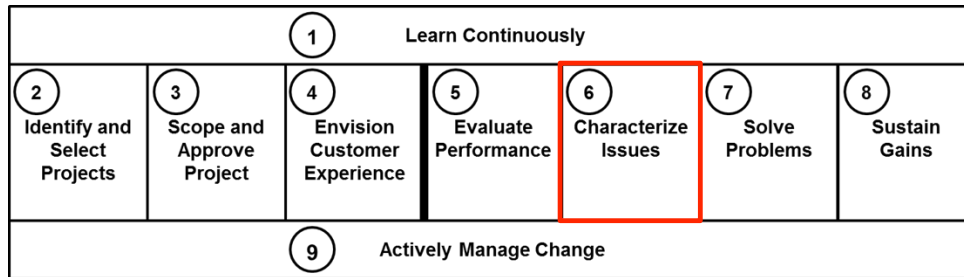 1 Learn Continuously
2 3 4 5 6 7 8
Identify and Scope and Envision Evaluate Characterize Solve Sustain
Select Approve Customer Performance Issues Problems Gains
Projects Project Experience
9 Actively Manage Change